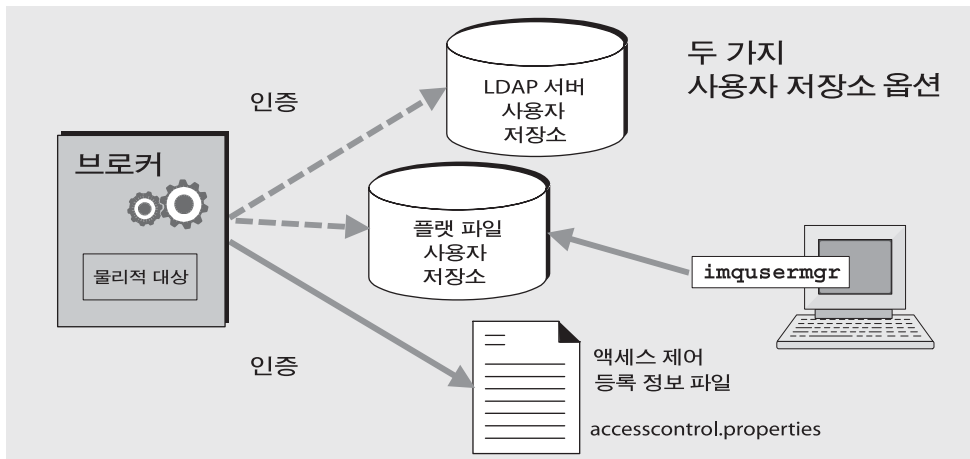 두 가지
사용자 저장소 옵션
LDAP 서버
사용자
저장소
인증
브로커
물리적 대상
플랫 파일
사용자
저장소
imqusermgr
인증
액세스 제어
등록 정보 파일
accesscontrol.properties